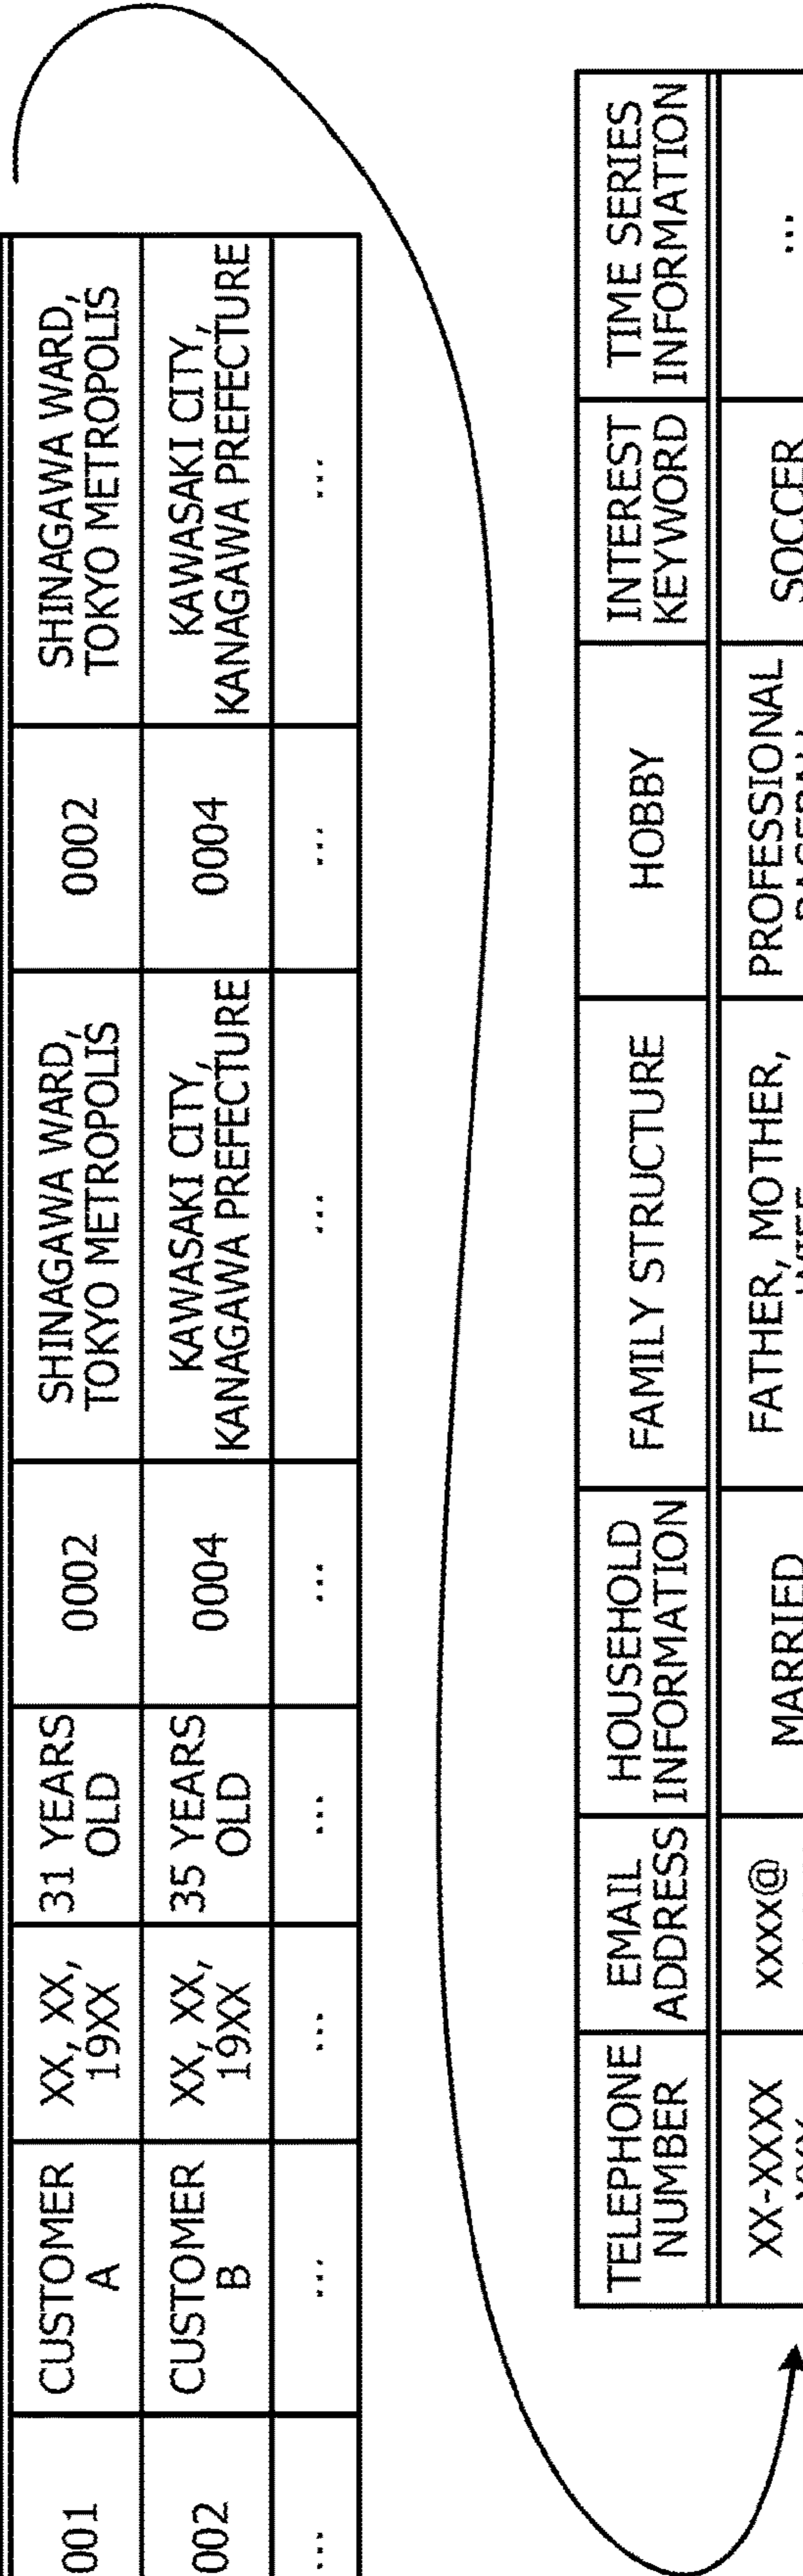 001
CUSTOMER
A
XX, XX,
19XX
31 YEARS
OLD
0002
SHINAGAWA WARD,
TOKYO METROPOLIS
0002
SHINAGAWA WARD,
TOKYO METROPOLIS
002
CUSTOMER
B
XX, XX,
19XX
35 YEARS
OLD
0004
KAWASAKI CITY,
KANAGAWA PREFECTURE
0004
KAWASAKI CITY,
KANAGAWA PREFECTURE
...
...
...
...
...
...
...
...
TELEPHONE
NUMBER
EMAIL
ADDRESS
HOUSEHOLD
INFORMATION
FAMILY STRUCTURE
HOBBY
INTEREST
KEYWORD
TIME SERIES
INFORMATION
XX-XXXX
xxxx@
MARRIED
FATHER, MOTHER,
PROFESSIONAL
SOCCER
...